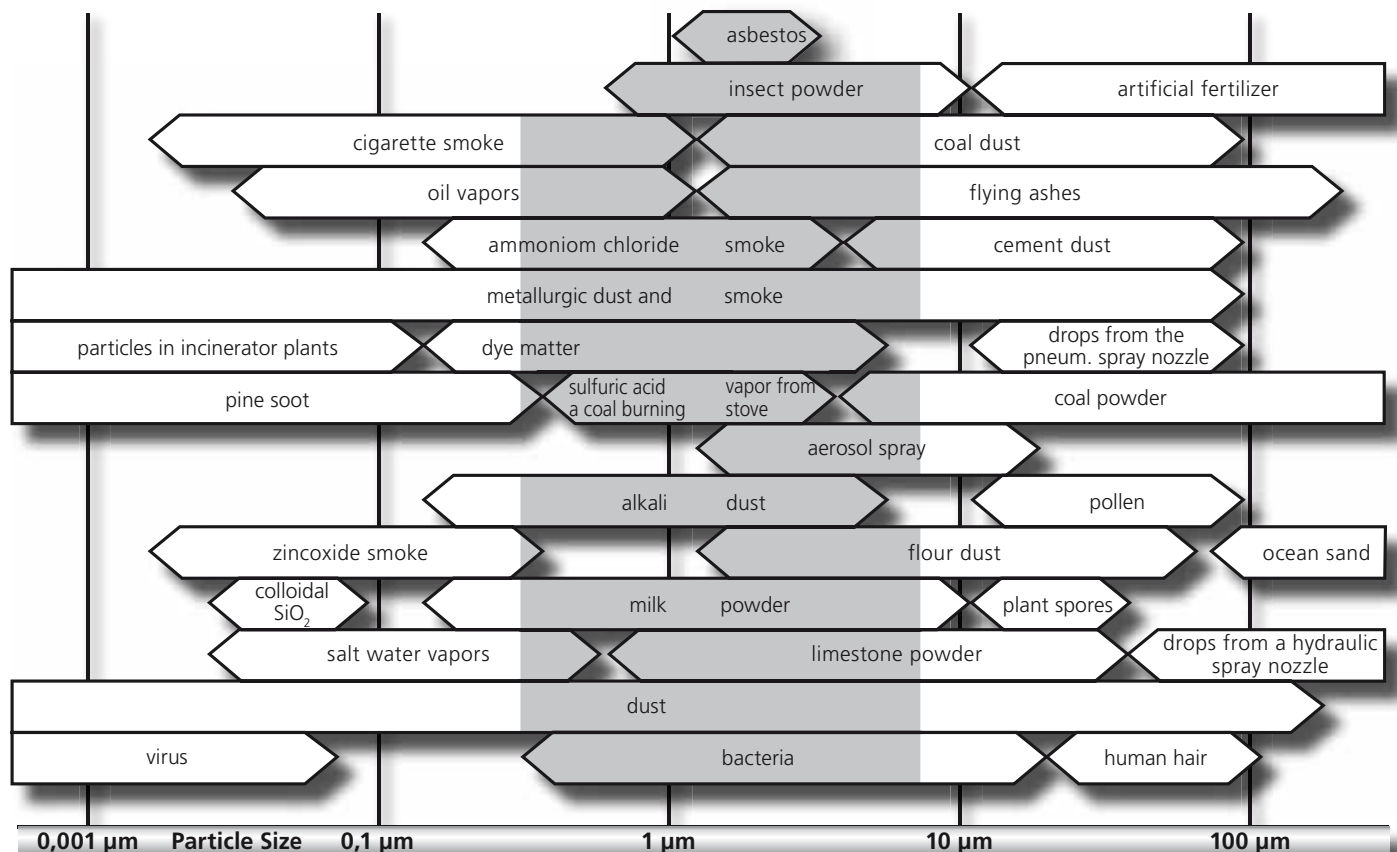 asbestos
insect powder artificial fertilizer
cigarette smoke coal dust
oil vapors flying ashes
ammoniom chloride smoke cement dust
metallurgic dust and smoke
particles in incinerator plants dye matter drops from the
pneum. spray nozzle
pine soot sulfuric acid vapor from coal powder
a coal burning stove
aerosol spray
alkali dust pollen
zincoxide smoke flour dust ocean sand
colloidal
SiO₂ milk powder plant spores
salt water vapors limestone powder drops from a hydraulic
spray nozzle
dust
virus bacteria human hair
0,001 µm Particle Size 0,1 µm 1 µm 10 µm 100 µm